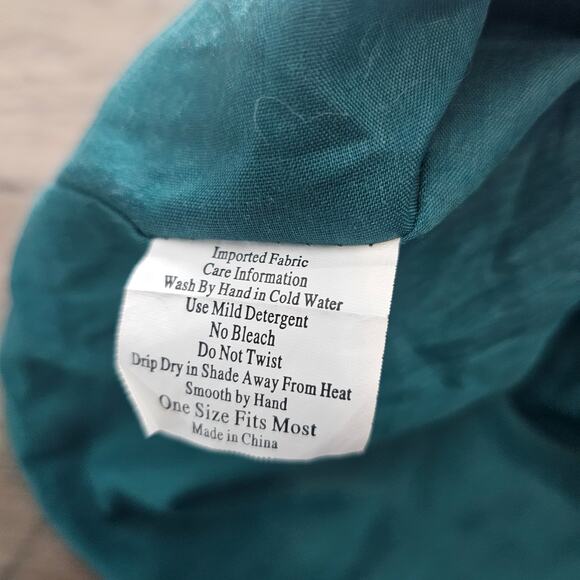 Imported Fabric
Care Information
Wash By Hand in Cold Water
Use Mild Detergent
No Bleach
Do Not Twist
Drip Dry in Shade Away From Heat
Smooth by Hand
One Size Fits Most
Made in China